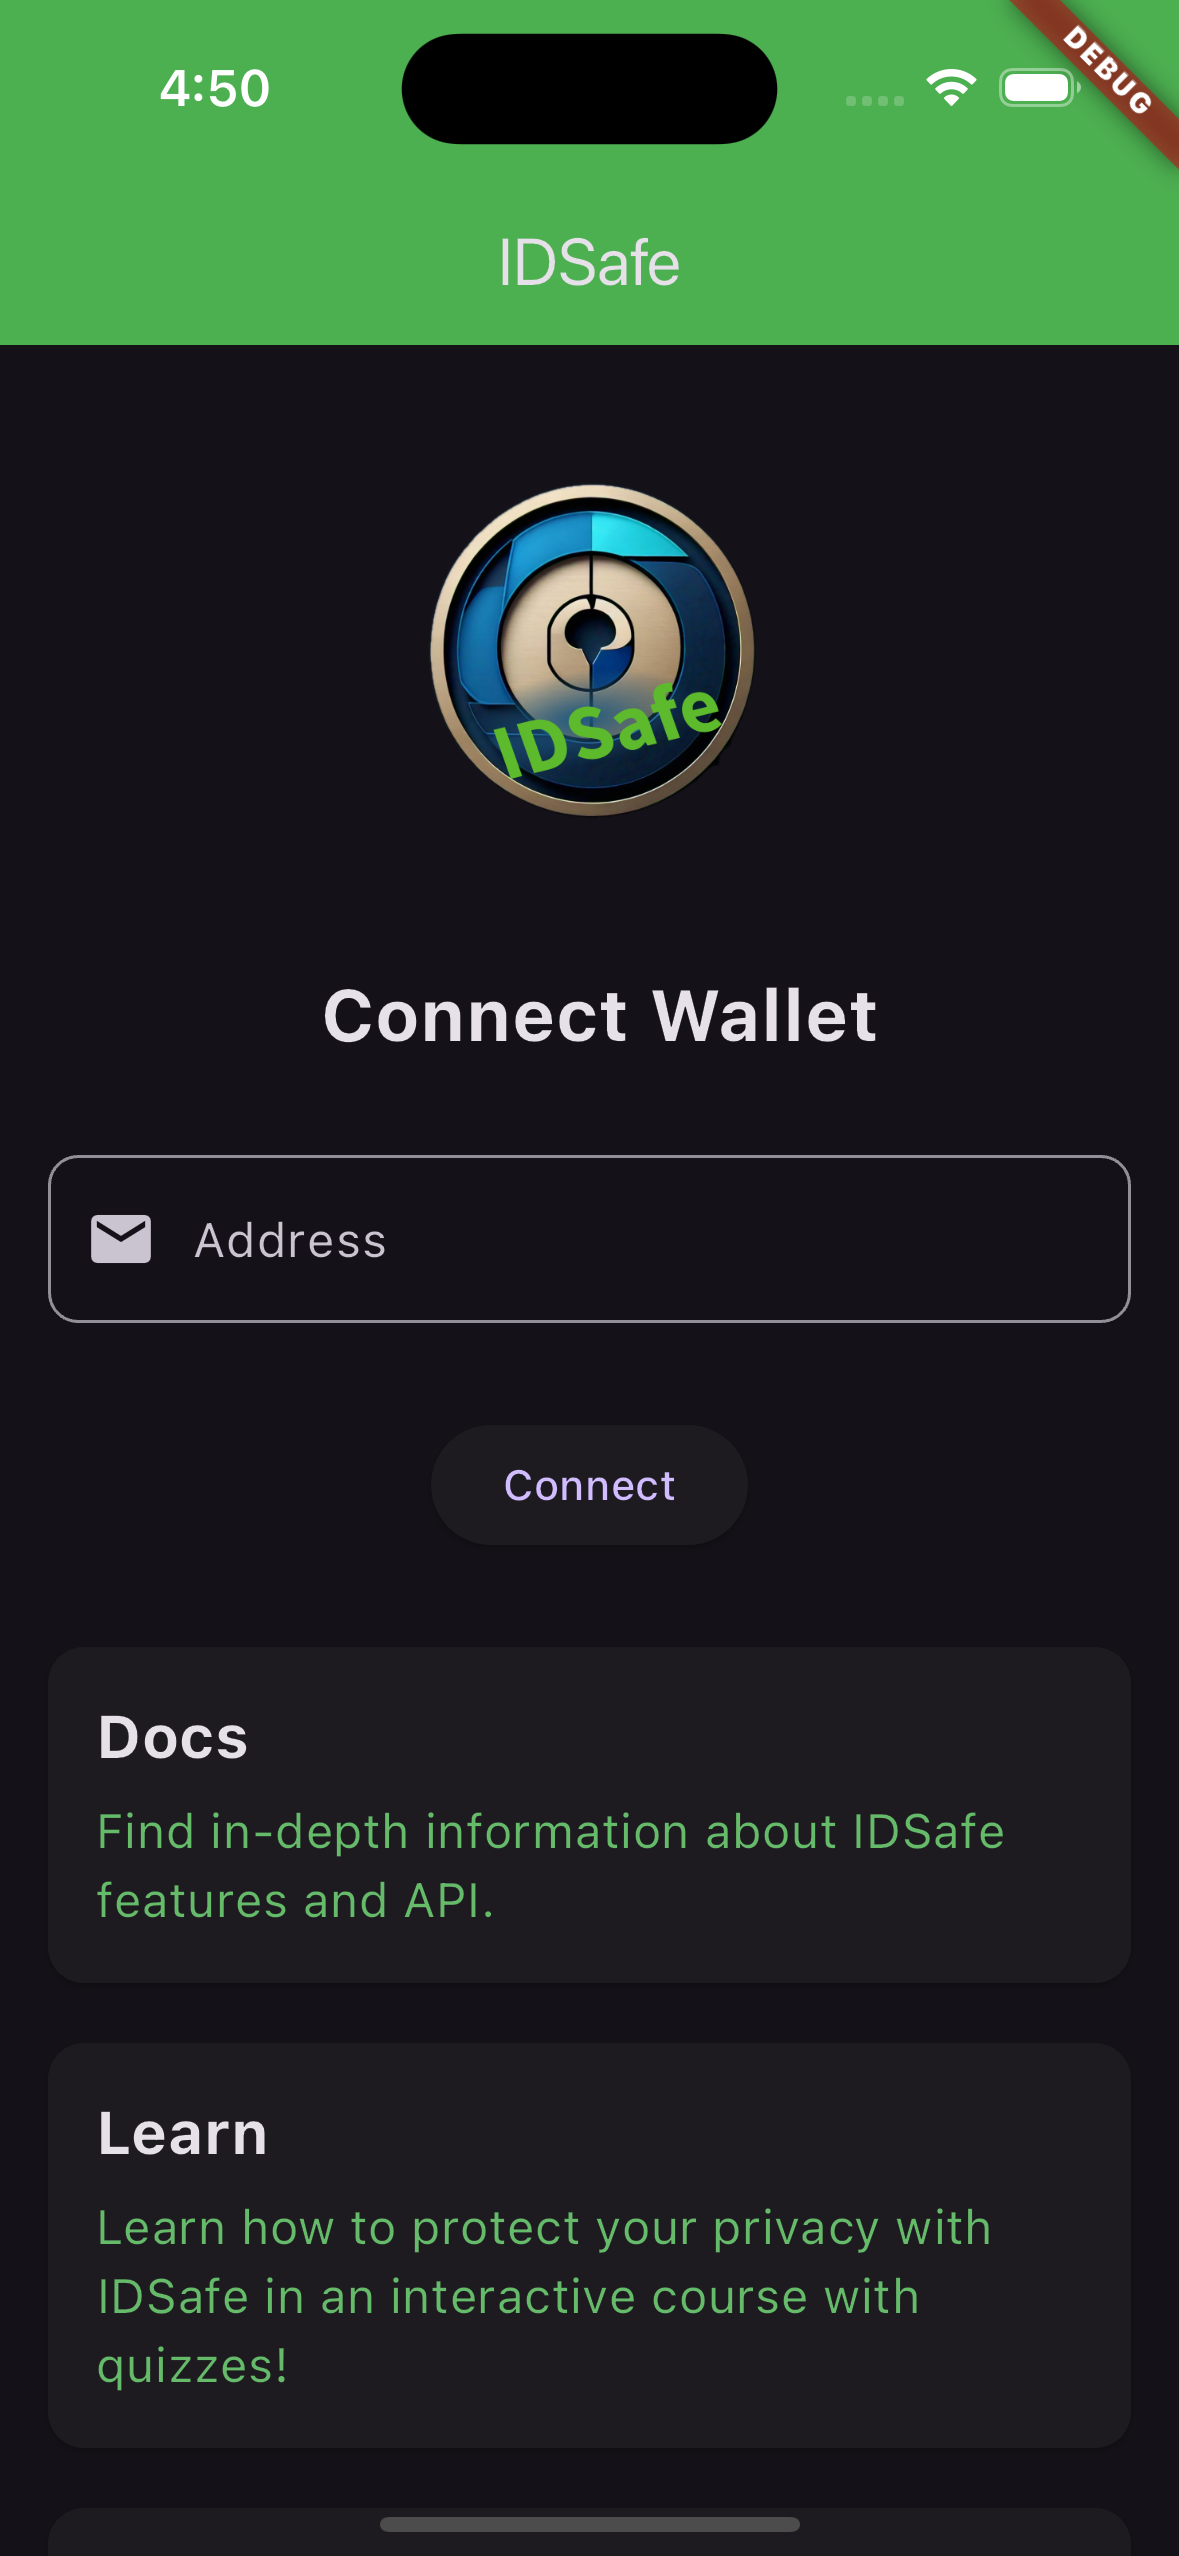 4:50
DEBUG
IDSafe
IDSafe
Connect Wallet
Address
Connect
Docs
Find in-depth information about IDSafe
features and API.
Learn
Learn how to protect your privacy with
IDSafe in an interactive course with
quizzes!